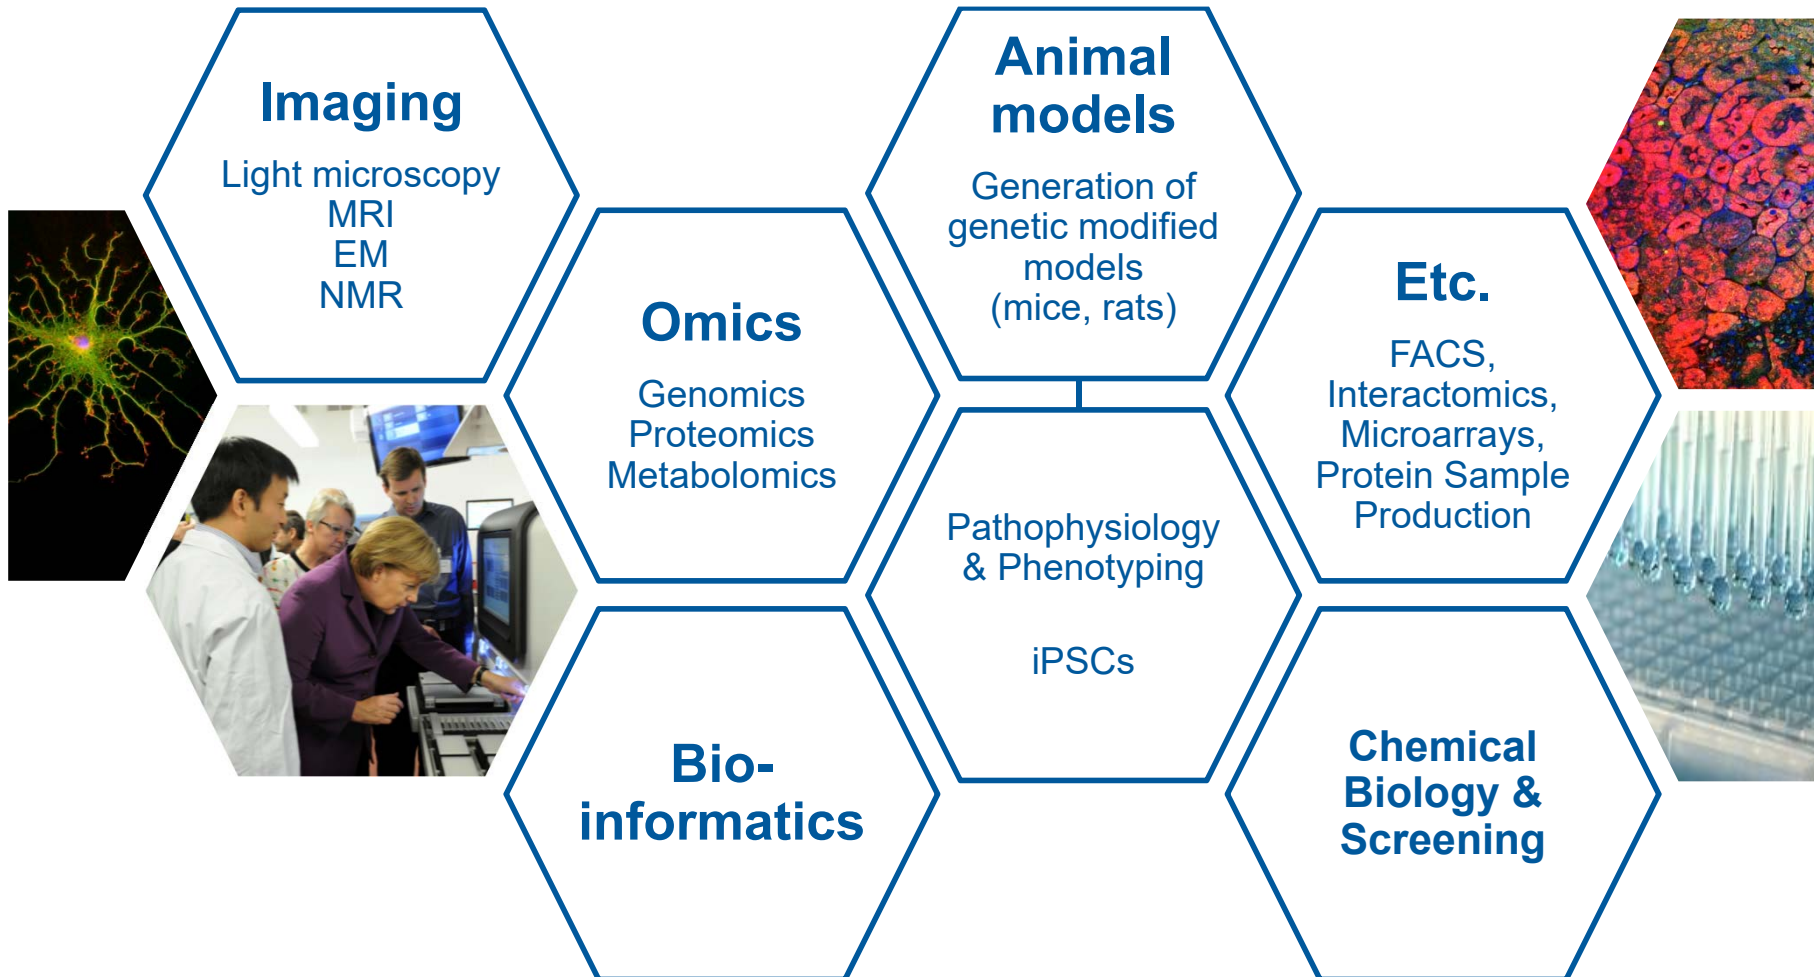 Imaging
Light microscopy
MRI
EM
NMR
Omics
Genomics
Proteomics
Metabolomics
Bio-
informatics
Animal
models
Generation of
genetic modified
models
(mice, rats)
Pathophysiology
& Phenotyping
iPSCs
Etc.
FACS,
Interactomics,
Microarrays,
Protein Sample
Production
Chemical
Biology &
Screening